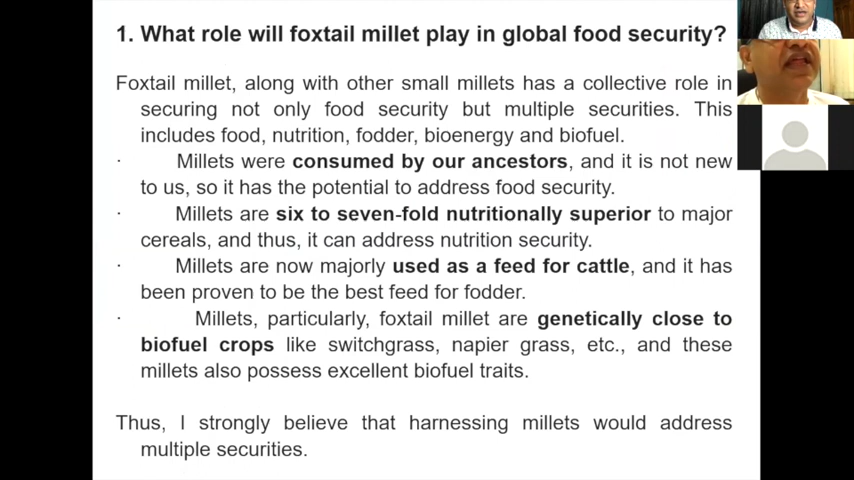 1. What role will foxtail millet play in global food security?
Foxtail millet, along with other small millets has a collective role in
securing not only food security but multiple securities. This
includes food, nutrition, fodder, bioenergy and biofuel.
· Millets were consumed by our ancestors, and it is not new
to us, so it has the potential to address food security.
· Millets are six to seven-fold nutritionally superior to major
cereals, and thus, it can address nutrition security.
· Millets are now majorly used as a feed for cattle, and it has
been proven to be the best feed for fodder.
· Millets, particularly, foxtail millet are genetically close to
biofuel crops like switchgrass, napier grass, etc., and these
millets also possess excellent biofuel traits.
Thus, I strongly believe that harnessing millets would address
multiple securities.